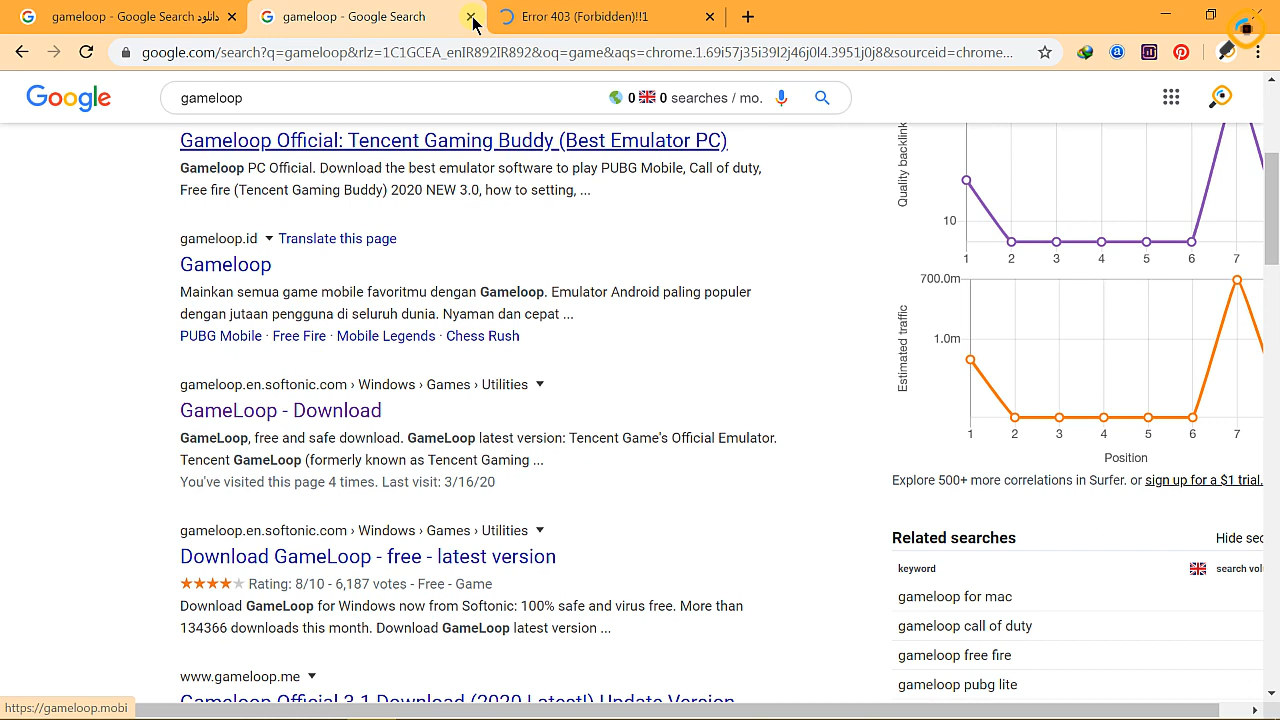 gameloop - Google Search دانلود
gameloop - Google Search
Error 403 (Forbidden)!!1
google.com/search?q=gameloop&rlz=1C1GCEA_enIR892IR892&oq=game&aqs=chrome.1.69i57j35i39l2j46j0l4.3951j0j8&sourceid=chrome...
Google
gameloop
0 0 searches / mo.
Gameloop Official: Tencent Gaming Buddy (Best Emulator PC)
Gameloop PC Official. Download the best emulator software to play PUBG Mobile, Call of duty,
Free fire (Tencent Gaming Buddy) 2020 NEW 3.0, how to setting, ...
gameloop.id Translate this page
Gameloop
Mainkan semua game mobile favoritmu dengan Gameloop. Emulator Android paling populer
dengan jutaan pengguna di seluruh dunia. Nyaman dan cepat ...
PUBG Mobile · Free Fire · Mobile Legends · Chess Rush
gameloop.en.softonic.com › Windows › Games › Utilities
GameLoop - Download
GameLoop, free and safe download. GameLoop latest version: Tencent Game's Official Emulator.
Tencent GameLoop (formerly known as Tencent Gaming ...
You've visited this page 4 times. Last visit: 3/16/20
gameloop.en.softonic.com › Windows › Games › Utilities
Download GameLoop - free - latest version
Rating: 8/10 - 6,187 votes - Free - Game
Download GameLoop for Windows now from Softonic: 100% safe and virus free. More than
134366 downloads this month. Download GameLoop latest version ...
www.gameloop.me
Gameloop Official 3.1 Download (2020 Latest!) Update Version
https://gameloop.mobi
Quality backlink
10
1 2 3 4 5 6 7
700.0m
Estimated traffic
1.0m
1 2 3 4 5 6 7
Position
Explore 500+ more correlations in Surfer. or sign up for a $1 trial.
Related searches
Hide sec
keyword
search vol
gameloop for mac
gameloop call of duty
gameloop free fire
gameloop pubg lite